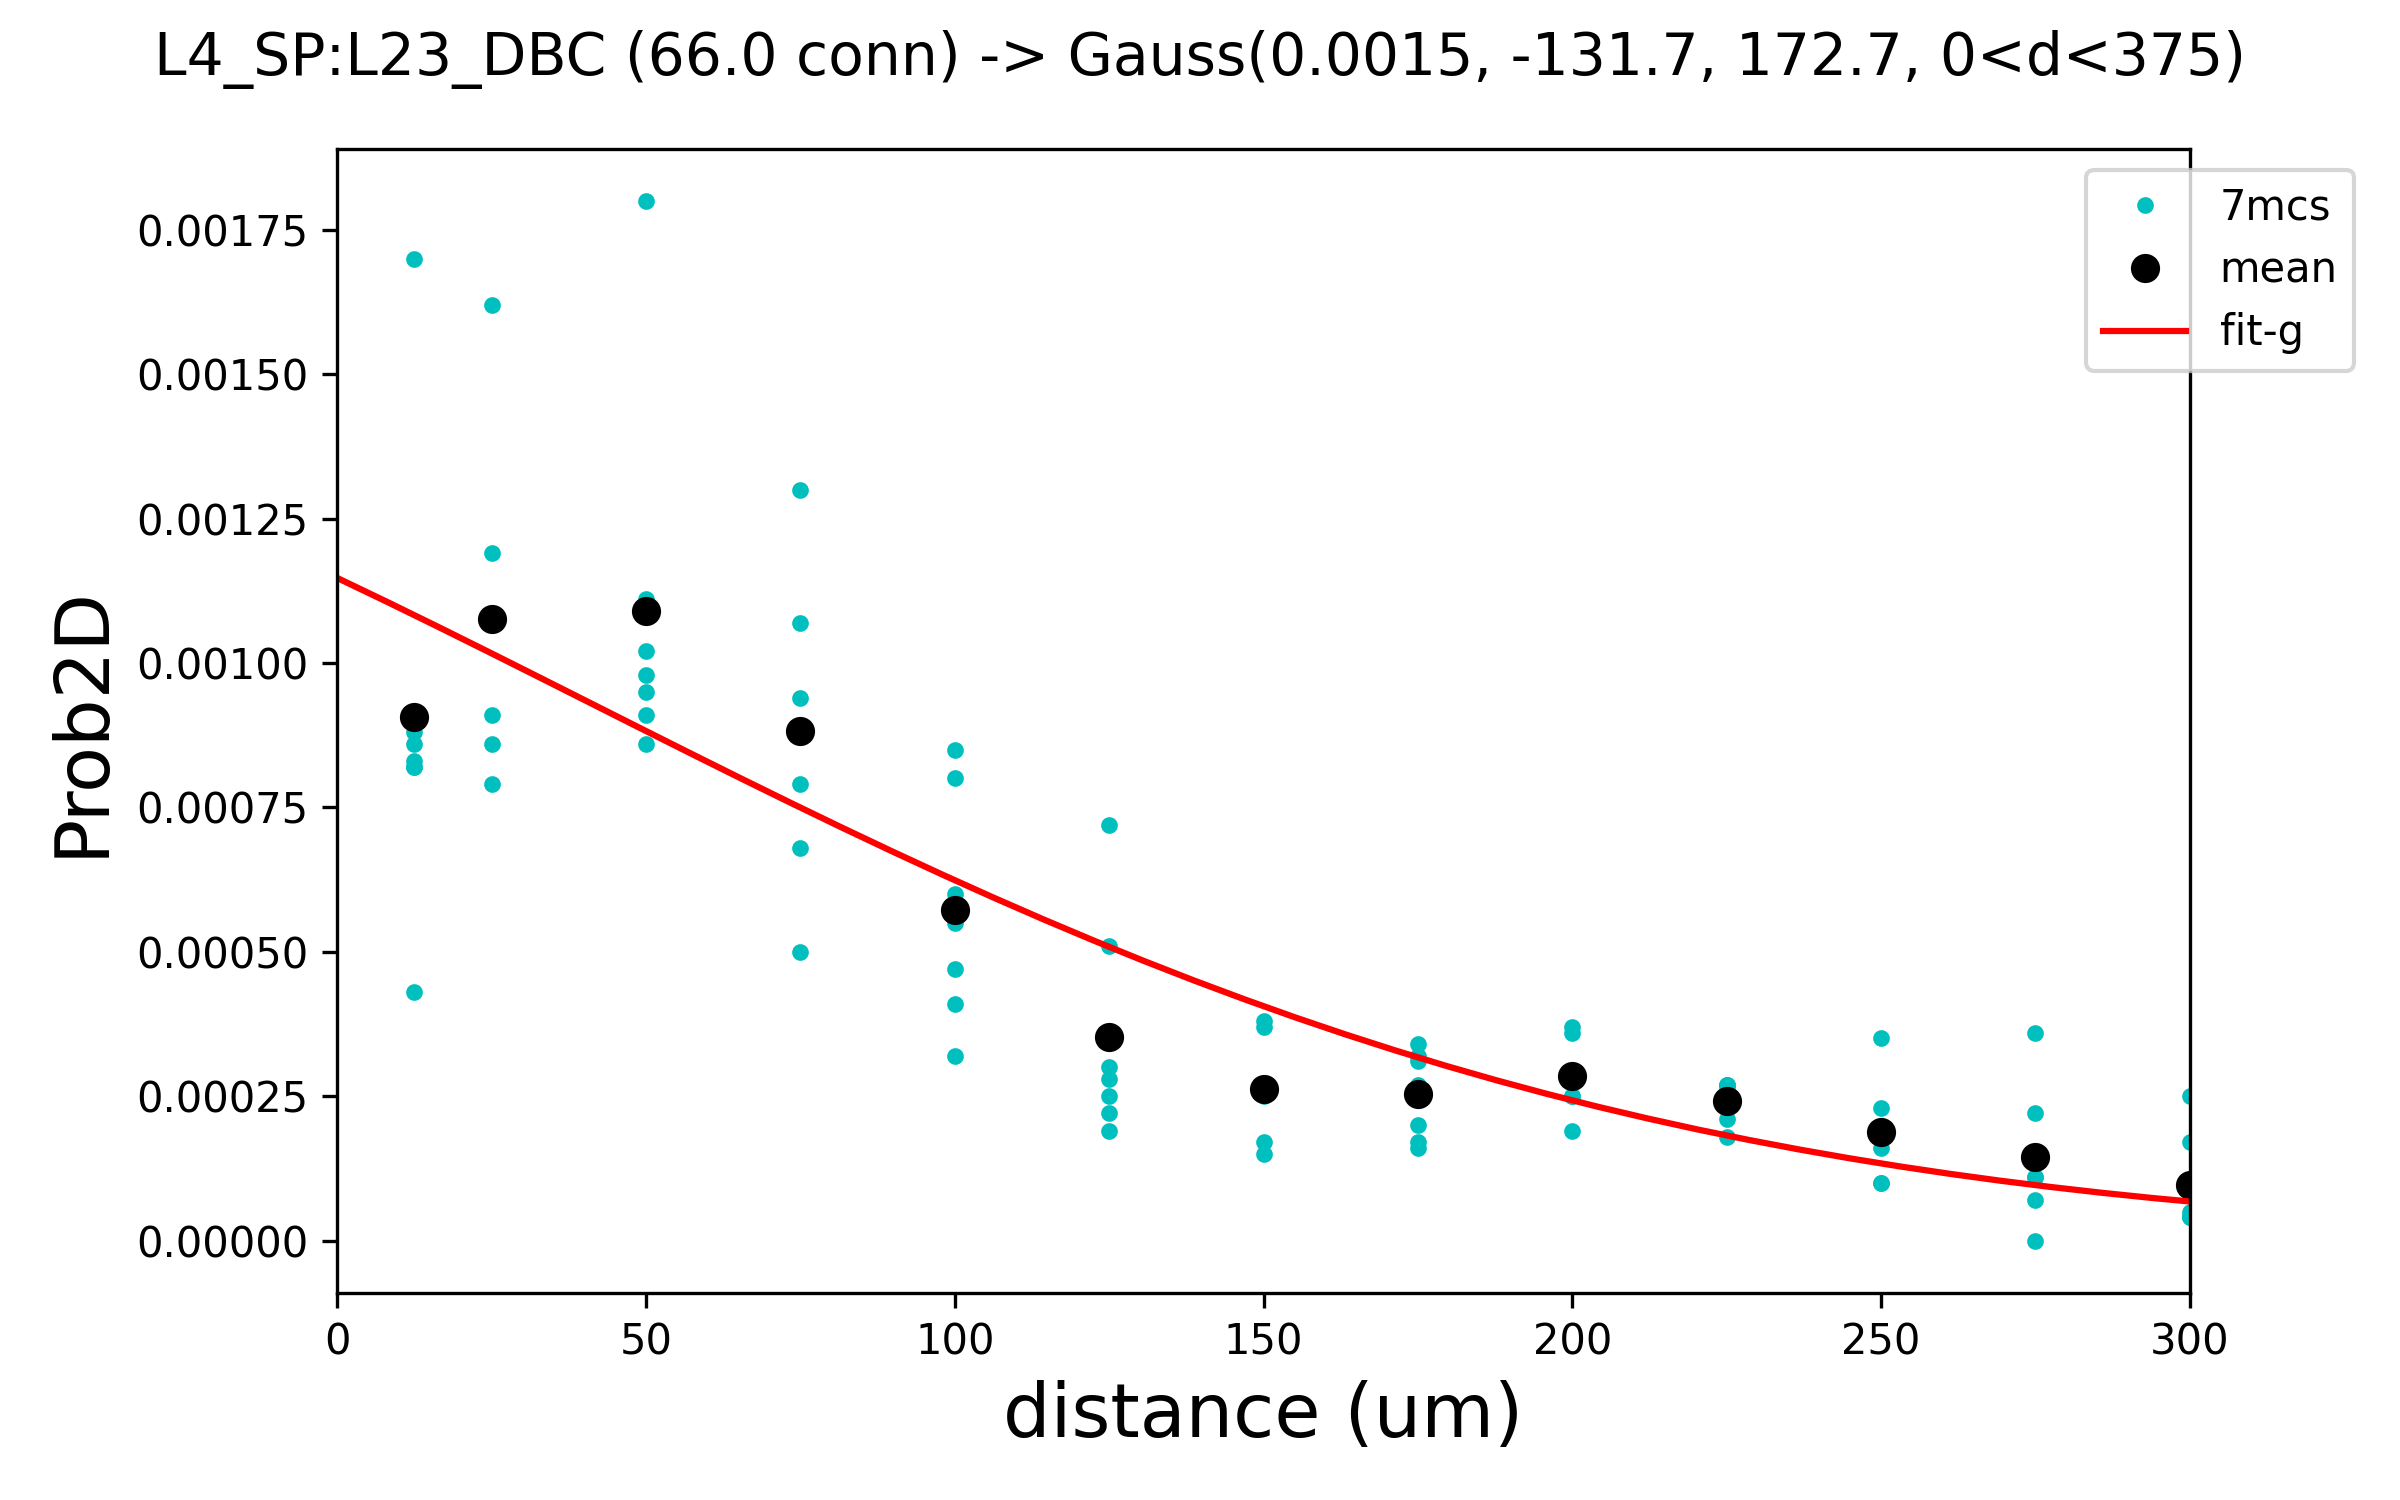 L4_SP:L23_DBC (66.0 conn) -> Gauss(0.0015, -131.7, 172.7, 0<d<375)
7mcs
mean
fit-g
0.00175
0.00150
0.00125
0.00100
0.00075
0.00050
0.00025
0.00000
Prob2D
0 50 100 150 200 250 300
distance (um)